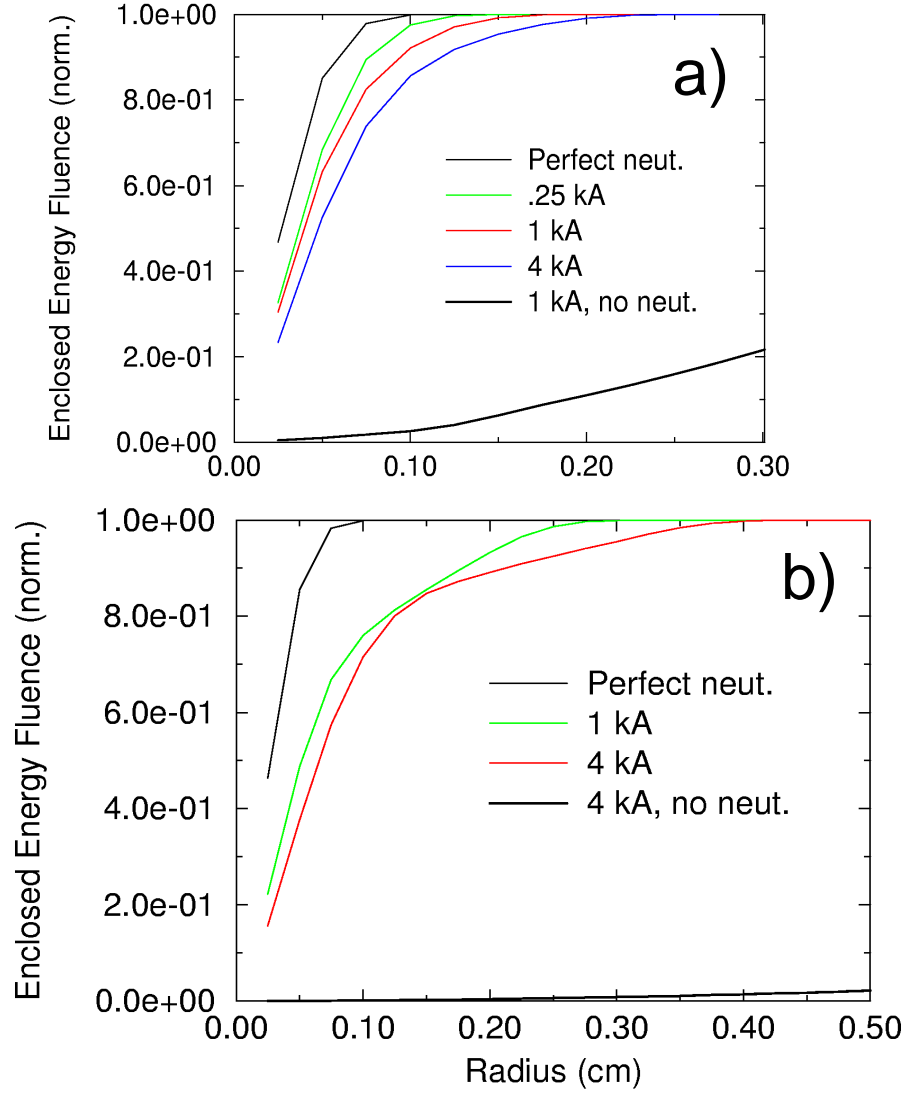 Enclosed Energy Fluence (norm.)
1.0e+00
8.0e-01
6.0e-01
4.0e-01
2.0e-01
0.0e+00
a)
Perfect neut.
.25 kA
1 kA
4 kA
1 kA, no neut.
0.00 0.10 0.20 0.30
Enclosed Energy Fluence (norm.)
1.0e+00
8.0e-01
6.0e-01
4.0e-01
2.0e-01
0.0e+00
b)
Perfect neut.
1 kA
4 kA
4 kA, no neut.
0.00 0.10 0.20 0.30 0.40 0.50
Radius (cm)